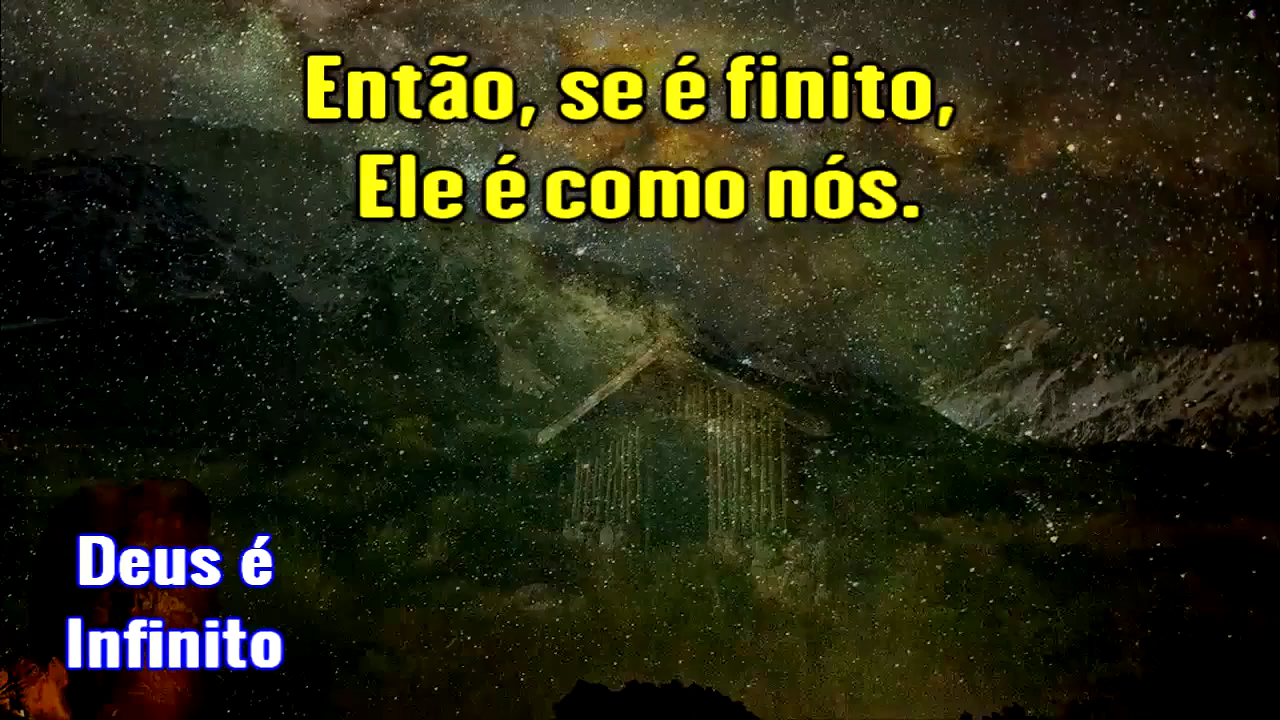 Então, se é finito,
Ele é como nós.
Deus é
Infinito